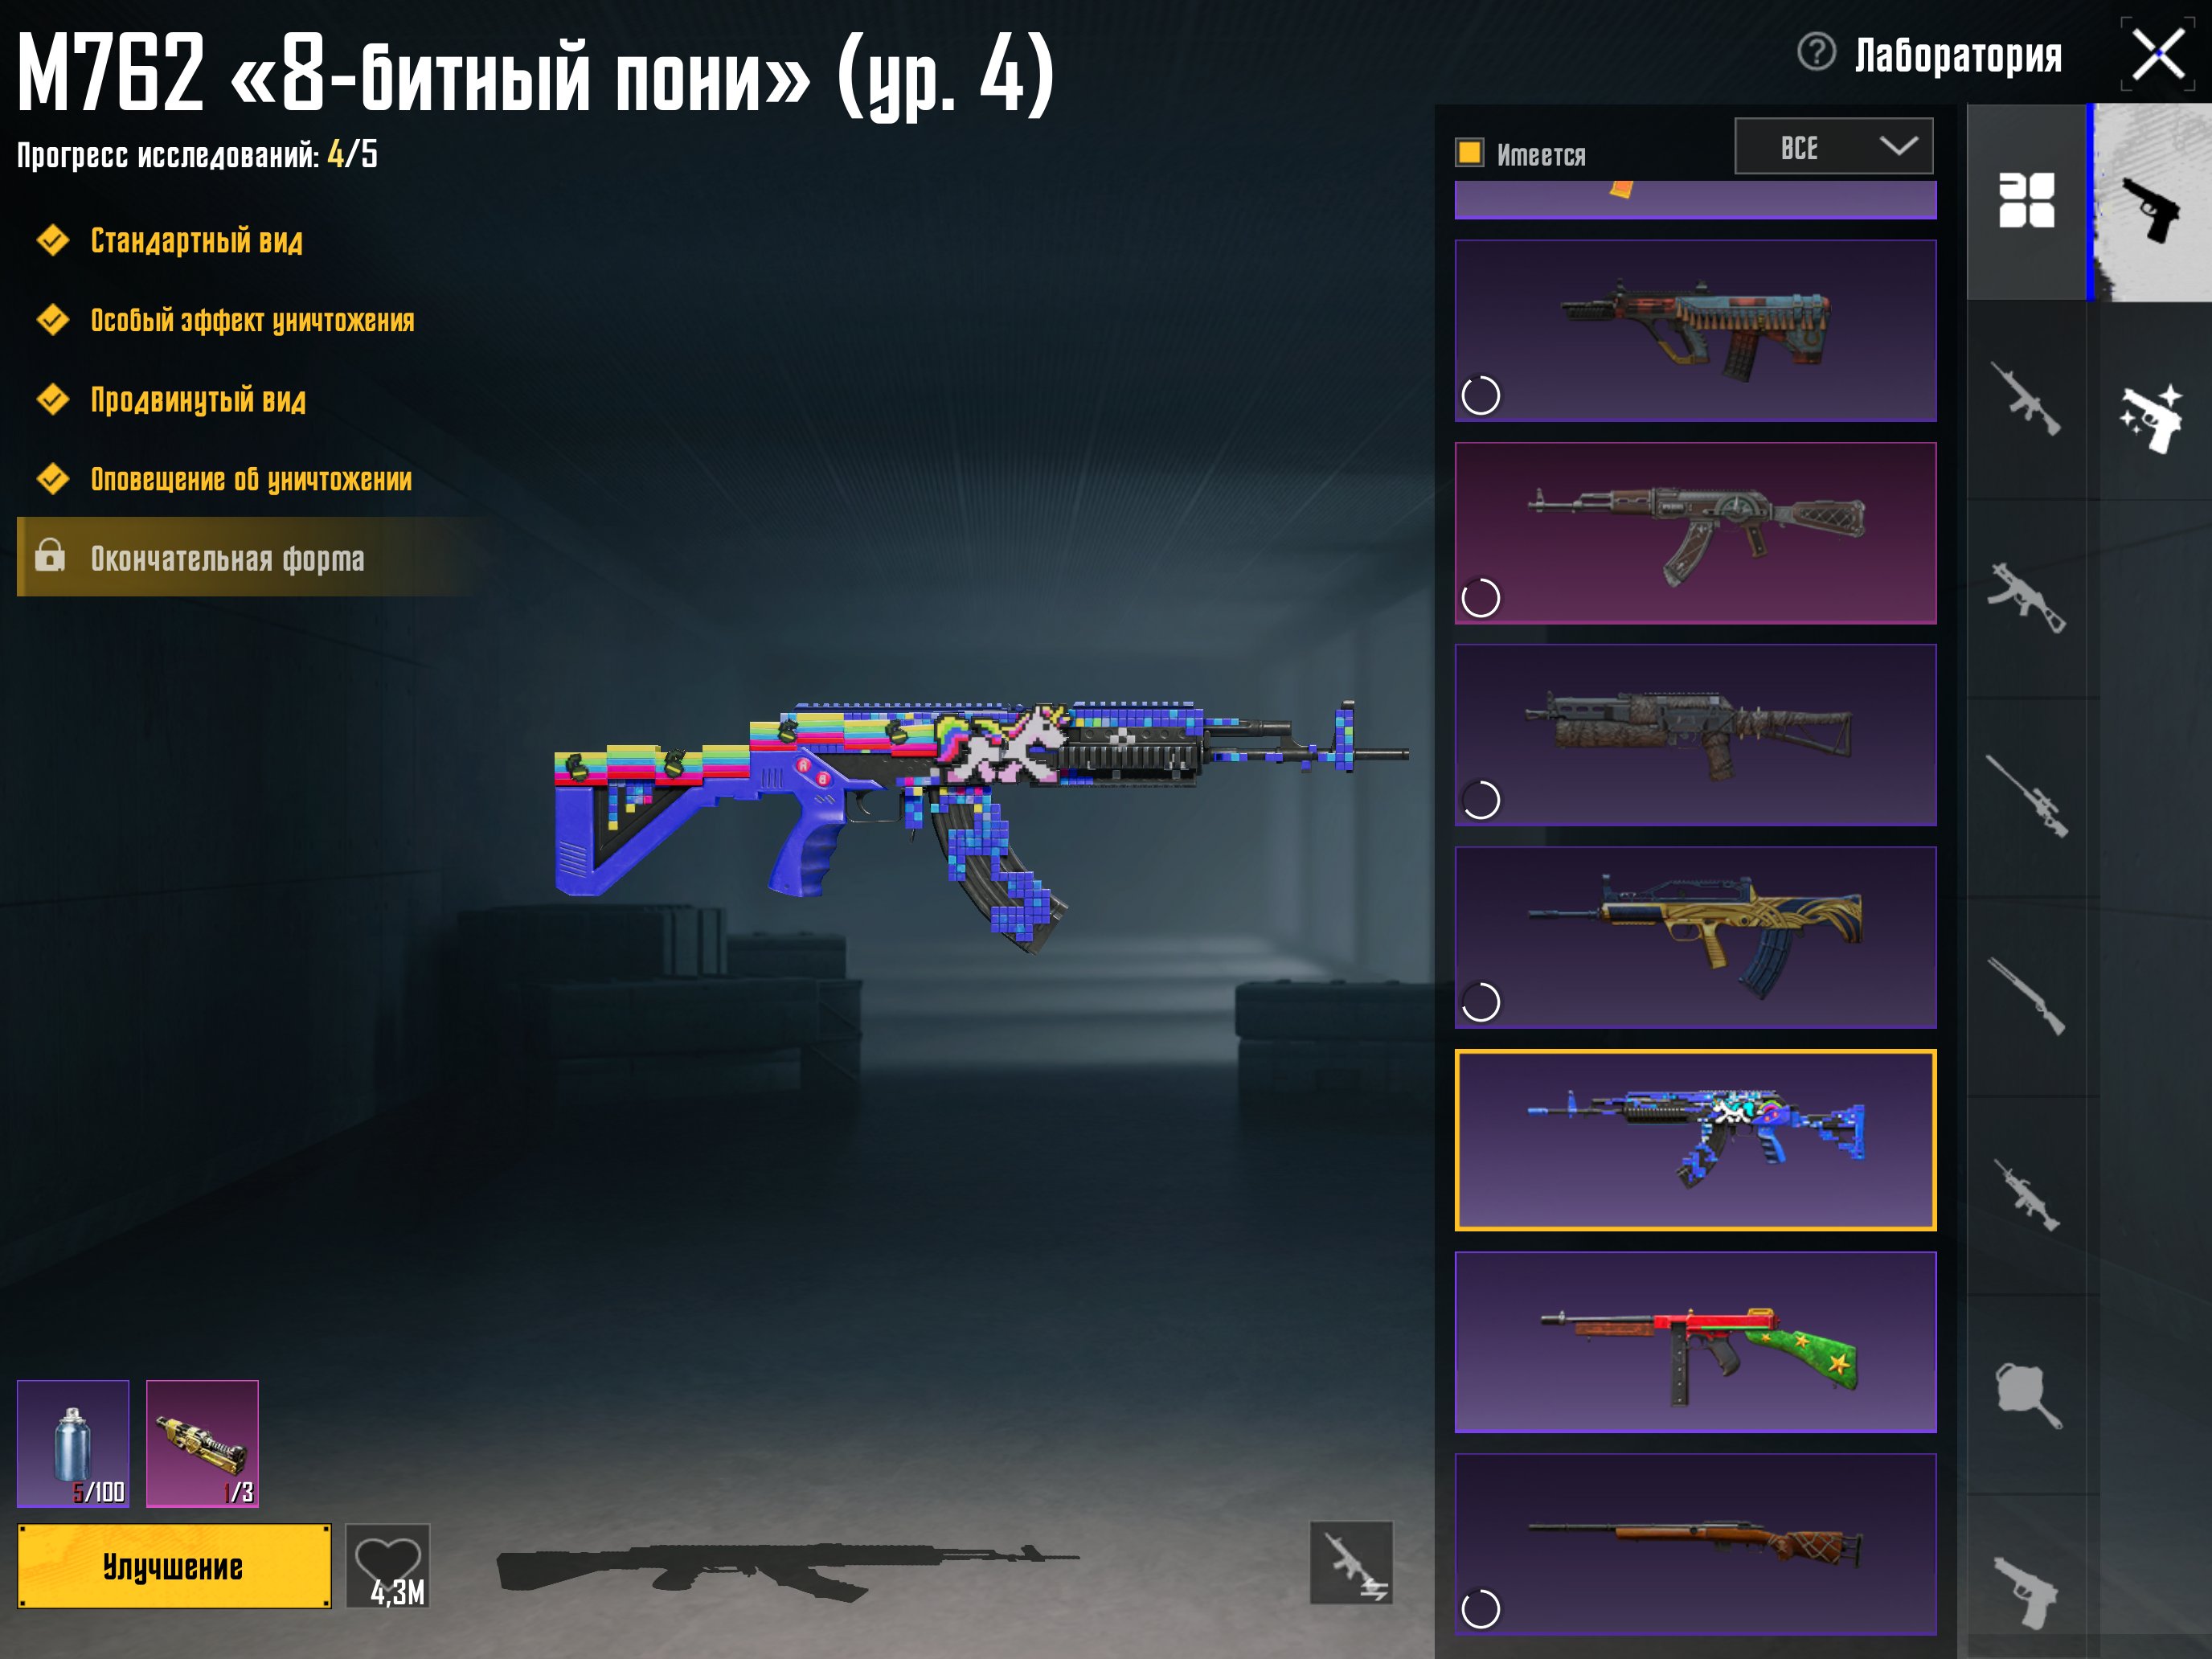 M762 «8-битный пони» (ур. 4)
Прогресс исследований: 4/5
Стандартный вид
Особый эффект уничтожения
Продвинутый вид
Оповещение об уничтожении
Окончательная форма
5/100
1/3
Улучшение
4,3M
? Лаборатория
Имеется
ВСЕ
A B